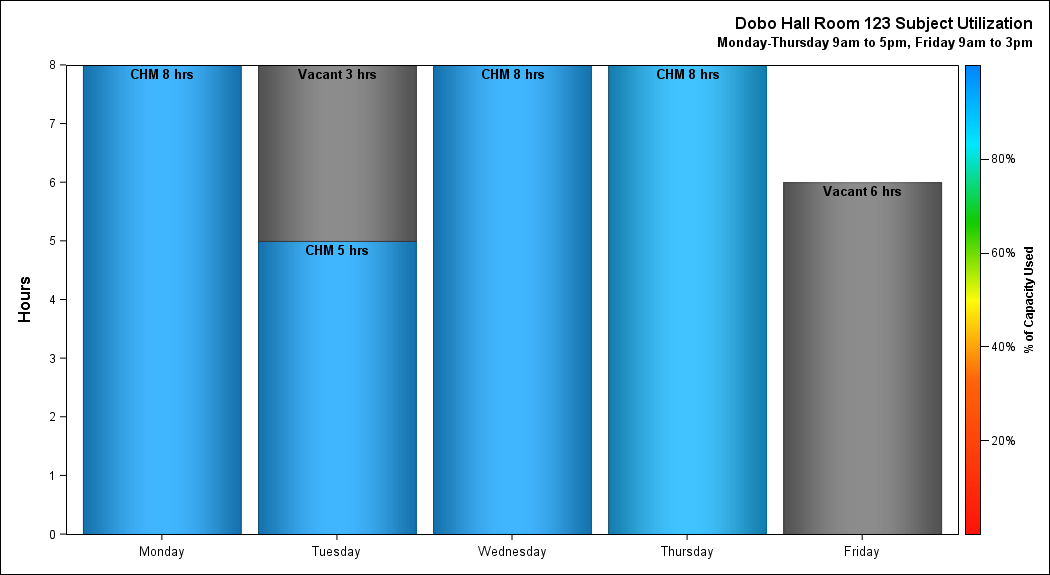 Dobo Hall Room 123 Subject Utilization
Monday-Thursday 9am to 5pm, Friday 9am to 3pm
Hours
8
7
6
5
4
3
2
1
0
CHM 8 hrs
Vacant 3 hrs
CHM 5 hrs
CHM 8 hrs
CHM 8 hrs
Vacant 6 hrs
Monday
Tuesday
Wednesday
Thursday
Friday
80%
60%
40%
20%
% of Capacity Used